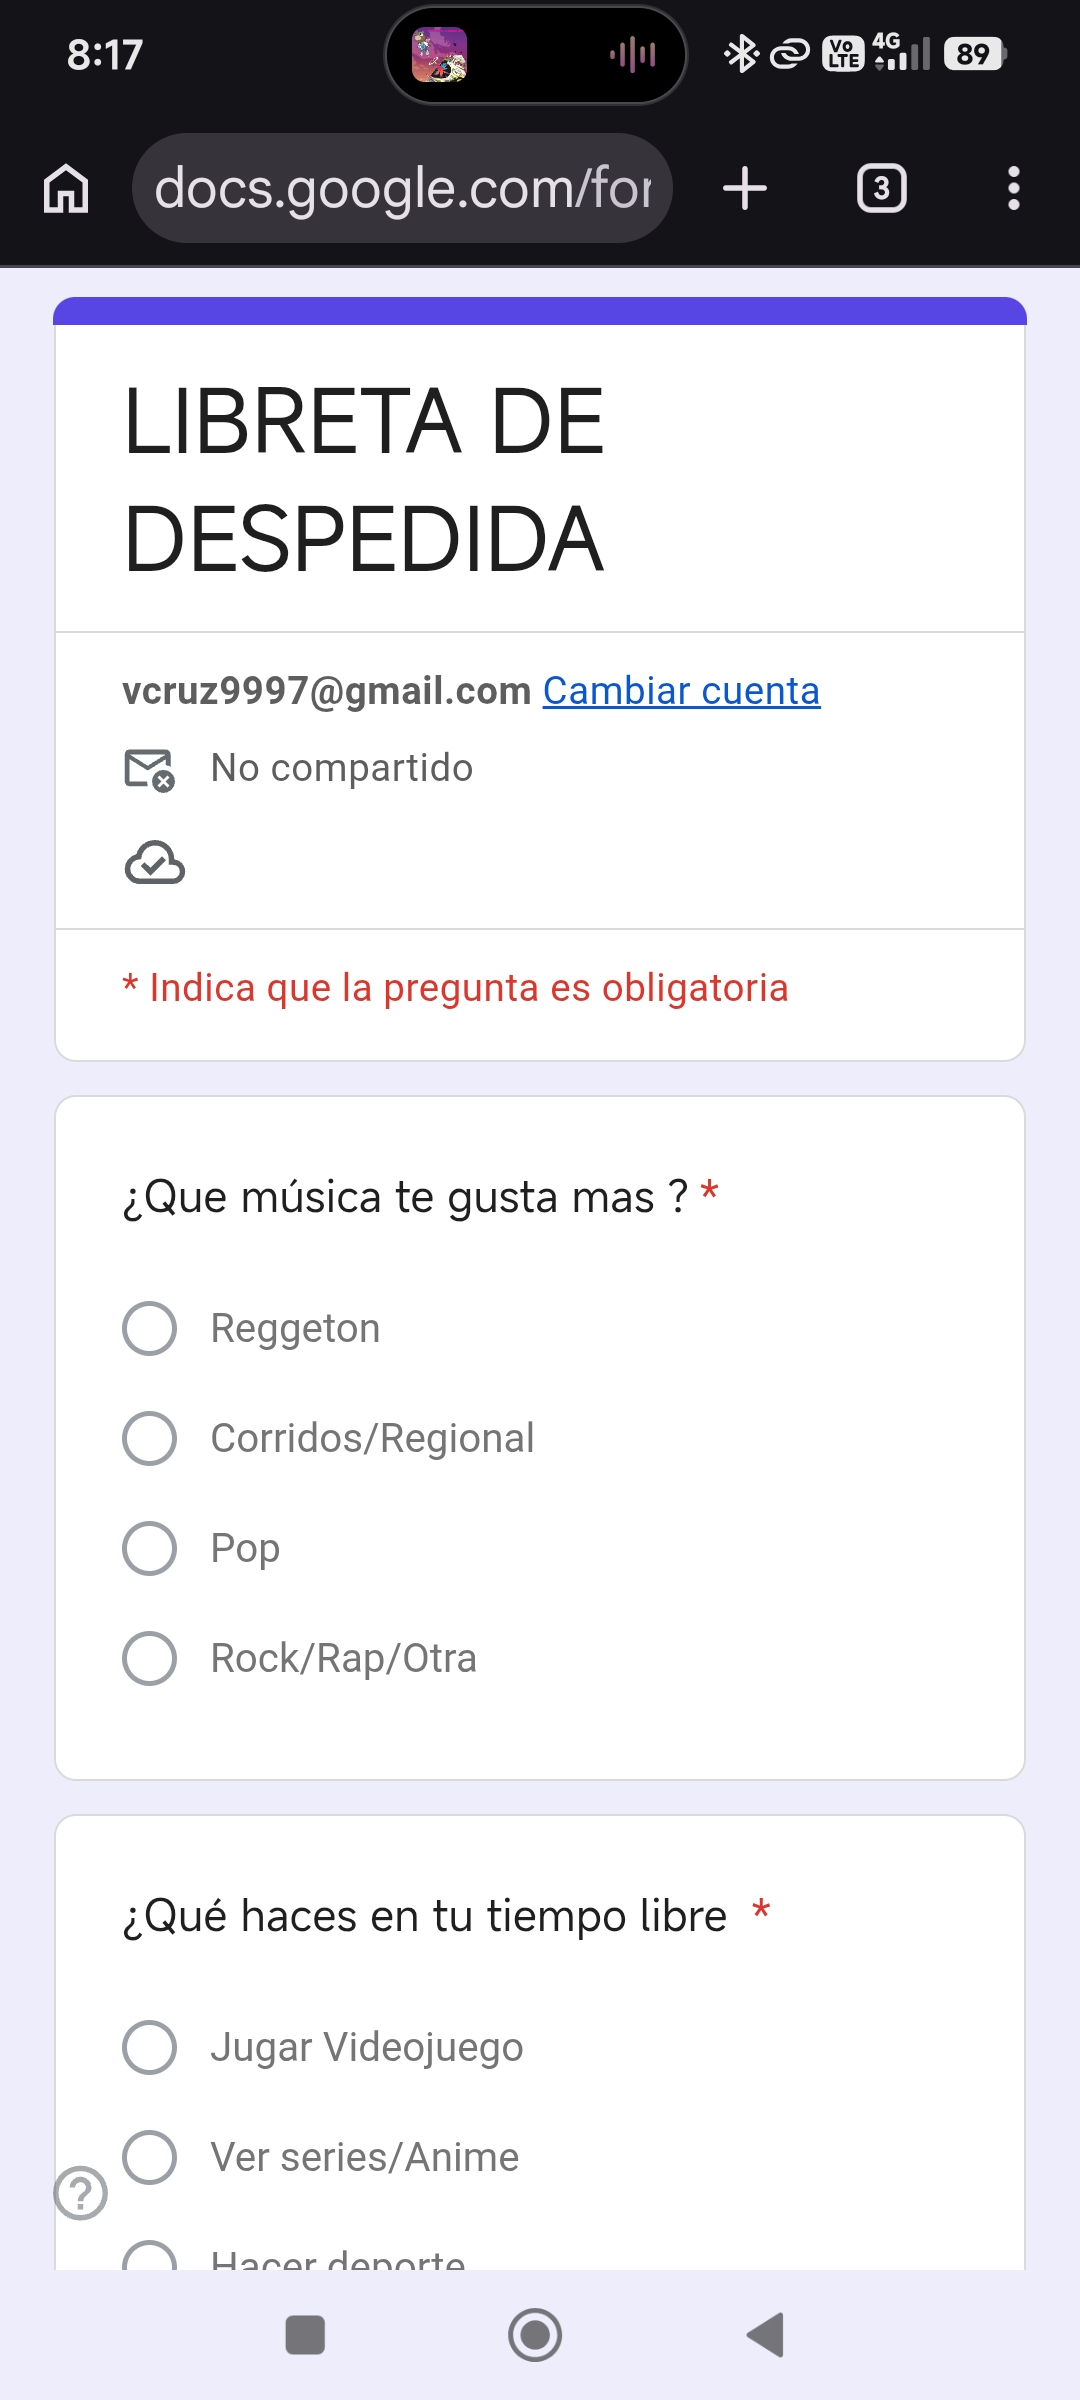 8:17
Vo LTE 4G 89
docs.google.com/for
3
LIBRETA DE
DESPEDIDA
vcruz9997@gmail.com Cambiar cuenta
No compartido
* Indica que la pregunta es obligatoria
¿Que música te gusta mas ? *
Reggeton
Corridos/Regional
Pop
Rock/Rap/Otra
¿Qué haces en tu tiempo libre *
Jugar Videojuego
Ver series/Anime
?
Hacer deporte